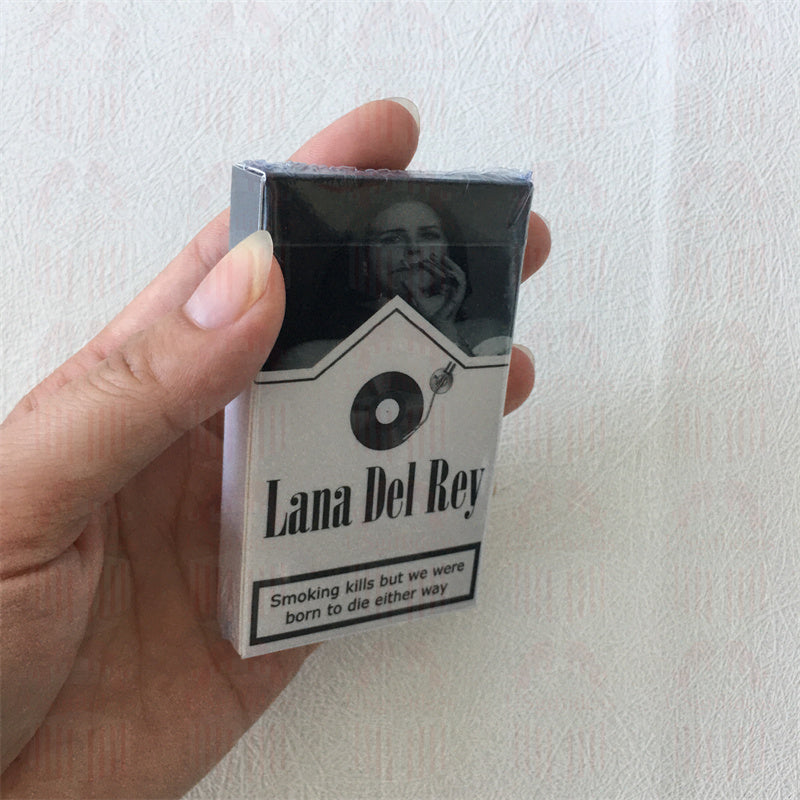 Lana Del Rey
Smoking kills but we were
born to die either way